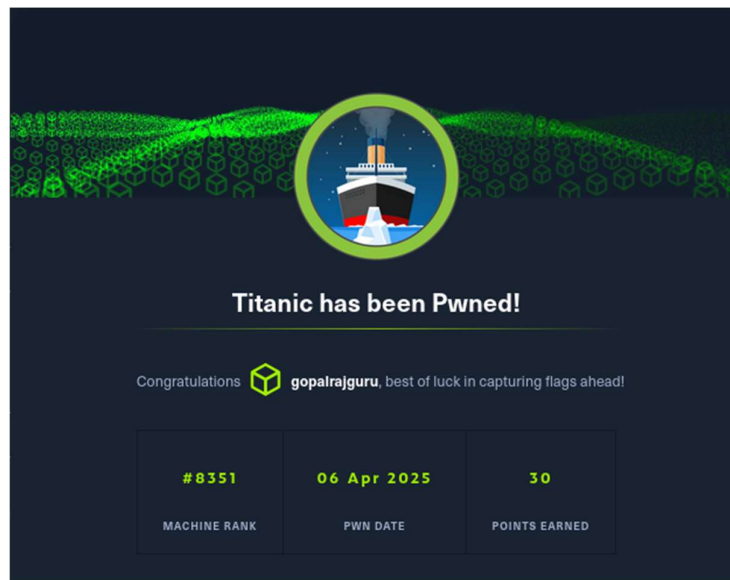 Titanic has been Pwned!
Congratulations gopalrajguru, best of luck in capturing flags ahead!
#8351 06 Apr 2025 30
MACHINE RANK PWN DATE POINTS EARNED